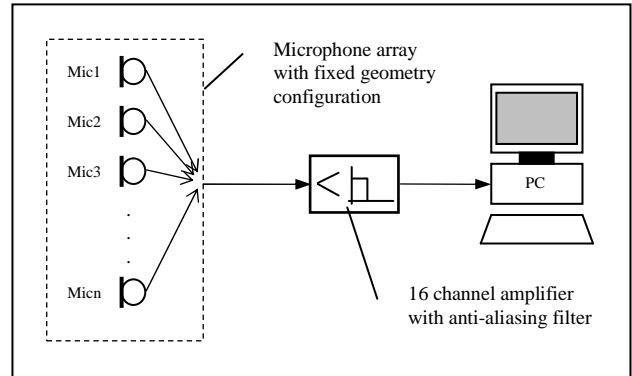 Microphone array
with fixed geometry
configuration
Mic1
Mic2
Mic3
.
.
.
Micn
PC
16 channel amplifier
with anti-aliasing filter